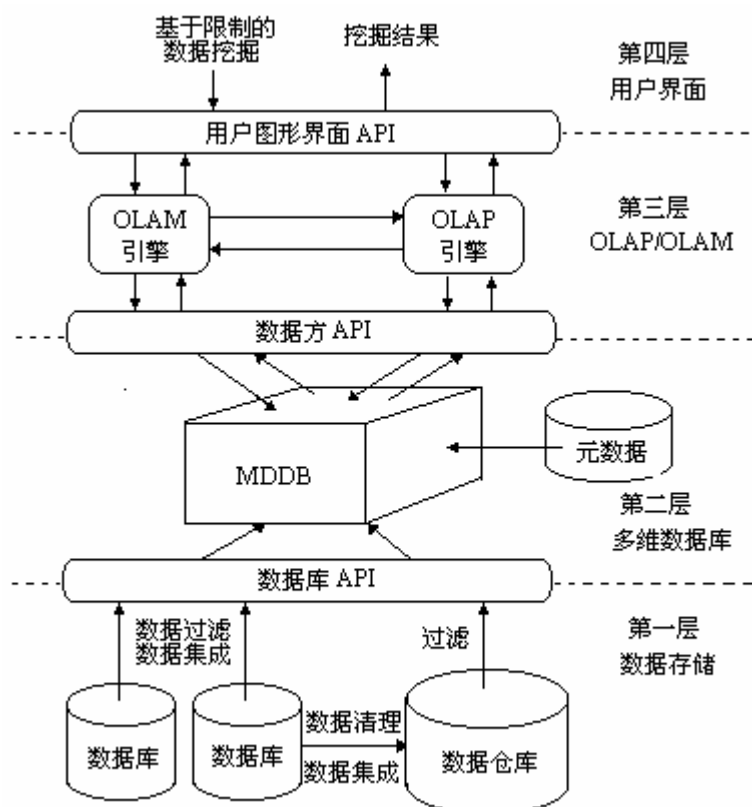 基于限制的
数据挖掘
挖掘结果
第四层
用户界面
用户图形界面 API
OLAM
引擎
OLAP
引擎
第三层
OLAP/OLAM
数据方 API
MDDB
元数据
第二层
多维数据库
数据库 API
数据过滤
数据集成
过滤
第一层
数据存储
数据库
数据库
数据清理
数据集成
数据仓库